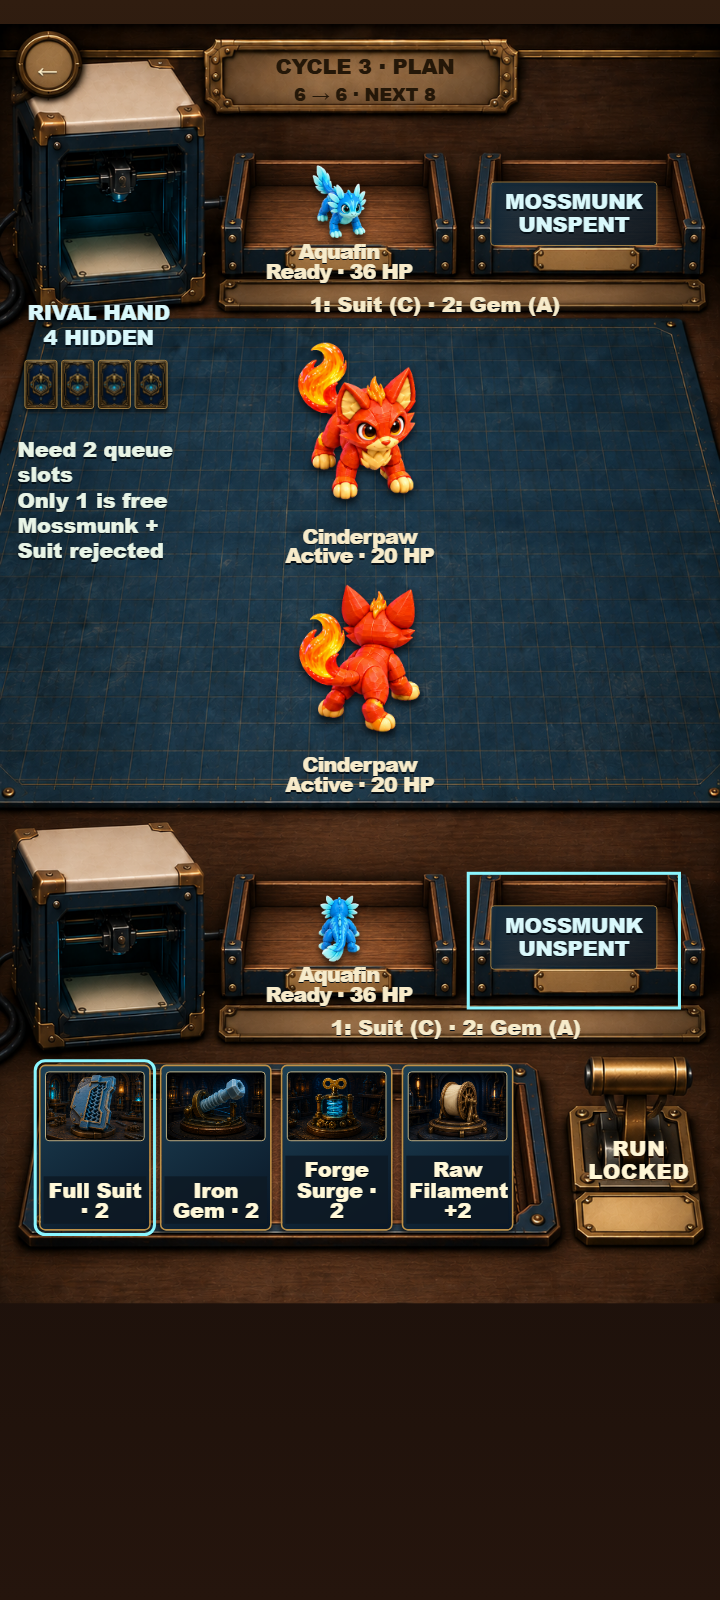 ←
CYCLE 3 · PLAN
6 → 6 · NEXT 8
MOSSMUNK
UNSPENT
Aquafin
Ready · 36 HP
1: Suit (C) · 2: Gem (A)
RIVAL HAND
4 HIDDEN
Need 2 queue
slots
Only 1 is free
Mossmunk +
Suit rejected
Cinderpaw
Active · 20 HP
Cinderpaw
Active · 20 HP
MOSSMUNK
UNSPENT
Aquafin
Ready · 36 HP
1: Suit (C) · 2: Gem (A)
Full Suit
· 2
Iron
Gem · 2
Forge
Surge ·
2
Raw
Filament
+2
RUN
LOCKED